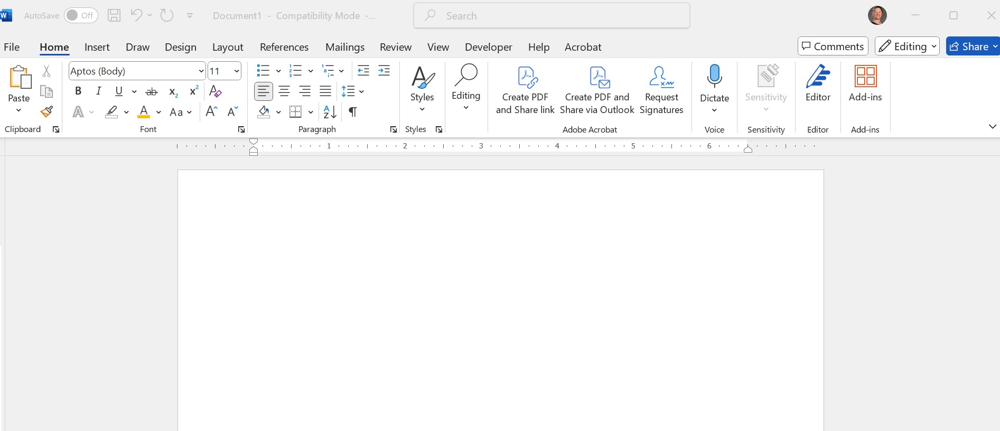 AutoSave Off Document1 - Compatibility Mode -... Search
File Home Insert Draw Design Layout References Mailings Review View Developer Help Acrobat Comments Editing Share
Paste
Clipboard
Aptos (Body) 11
B I U ab x₂ x² A
A A Aa A A
Font
Paragraph
Styles
Styles
Editing
Create PDF
and Share link
Create PDF and
Share via Outlook
Request
Signatures
Adobe Acrobat
Dictate
Voice
Sensitivity
Sensitivity
Editor
Editor
Add-ins
Add-ins
1 2 3 4 5 6